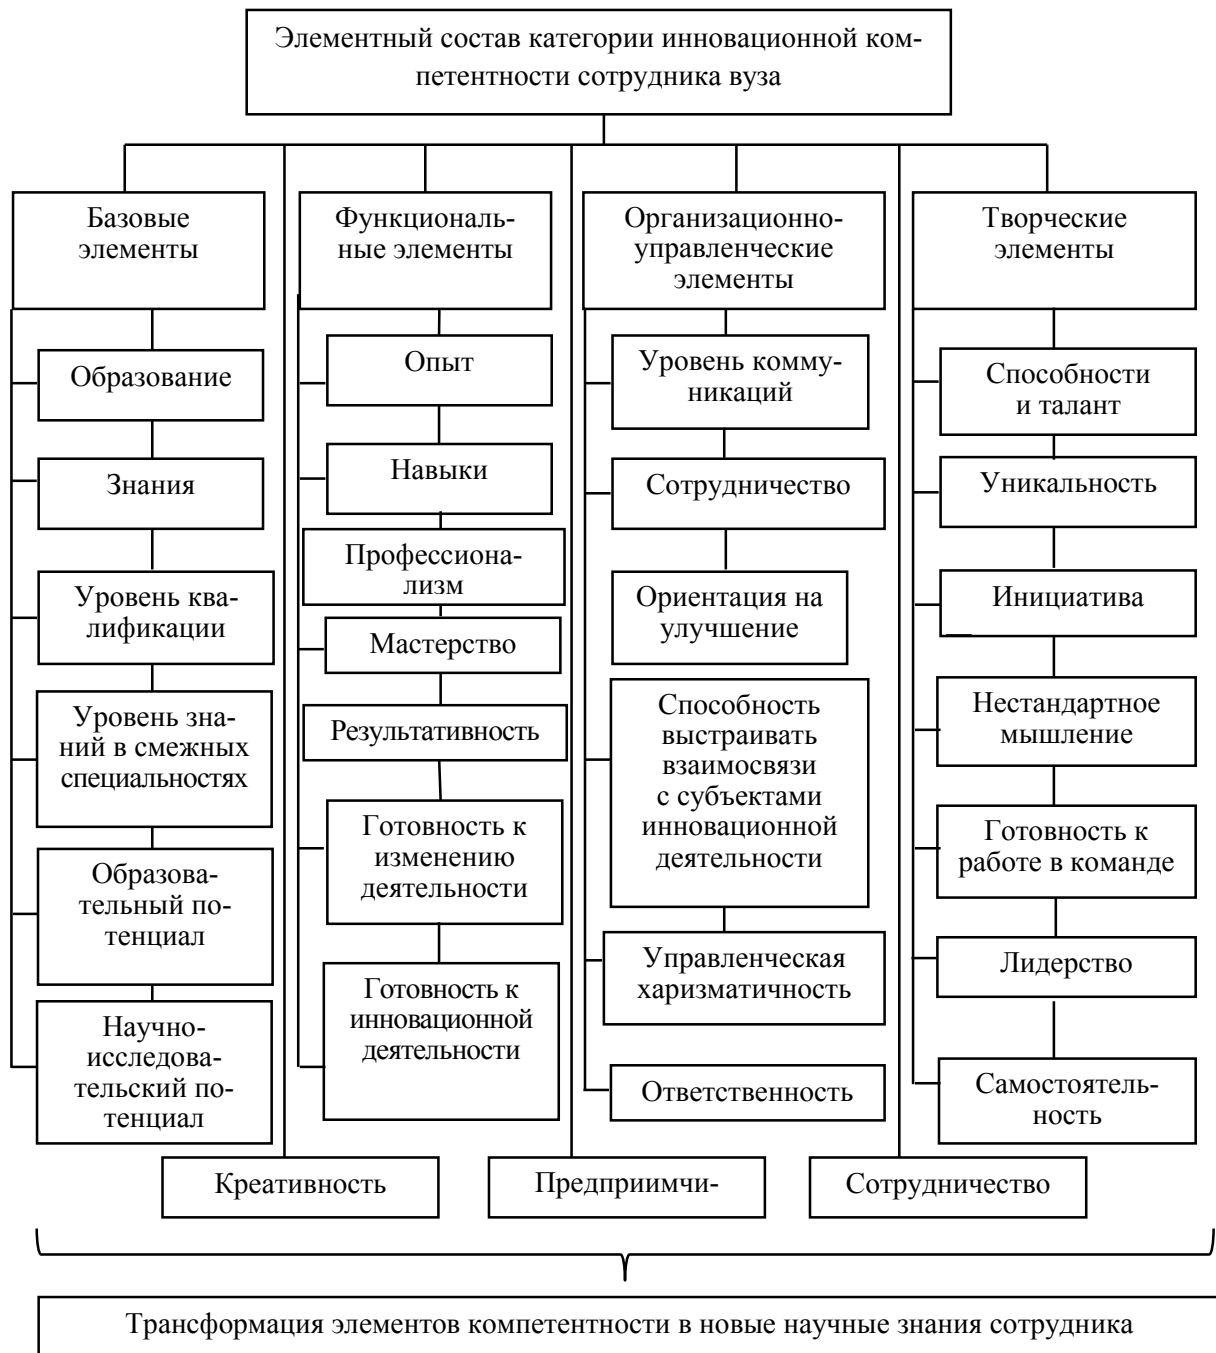 Элементный состав категории инновационной ком-
петентности сотрудника вуза
Базовые
элементы
Образование
Знания
Уровень ква-
лификации
Уровень зна-
ний в смежных
специальностях
Образова-
тельный по-
тенциал
Научно-
исследова-
тельский по-
тенциал
Функциональ-
ные элементы
Опыт
Навыки
Профессиона-
лизм
Мастерство
Результативность
Готовность к
изменению
деятельности
Готовность к
инновационной
деятельности
Организационно-
управленческие
элементы
Уровень комму-
никаций
Сотрудничество
Ориентация на
улучшение
Способность
выстраивать
взаимосвязи
с субъектами
инновационной
деятельности
Управленческая
харизматичность
Ответственность
Творческие
элементы
Способности
и талант
Уникальность
Инициатива
Нестандартное
мышление
Готовность к
работе в команде
Лидерство
Самостоятель-
ность
Креативность
Предприимчи-
Сотрудничество
Трансформация элементов компетентности в новые научные знания сотрудника